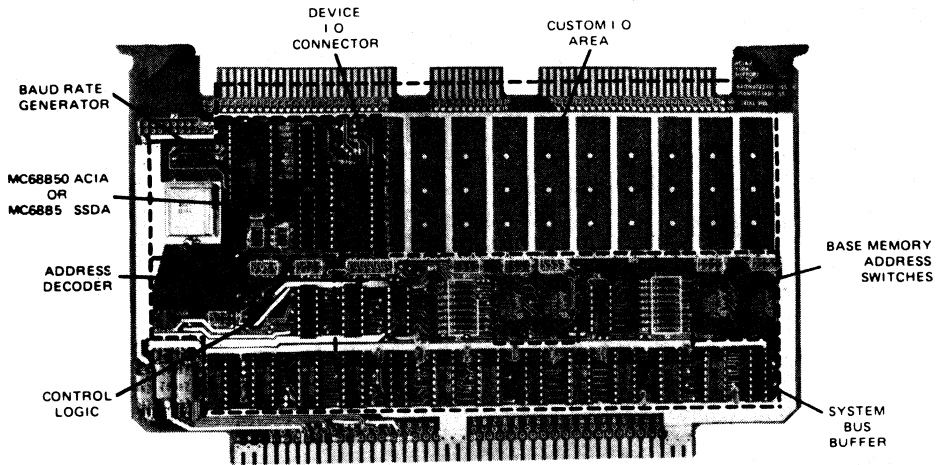 DEVICE
I O
CONNECTOR
CUSTOM I O
AREA
BAUD RATE
GENERATOR
MC68850 ACIA
OR
MC6885 SSDA
ADDRESS
DECODER
BASE MEMORY
ADDRESS
SWITCHES
CONTROL
LOGIC
SYSTEM
BUS
BUFFER